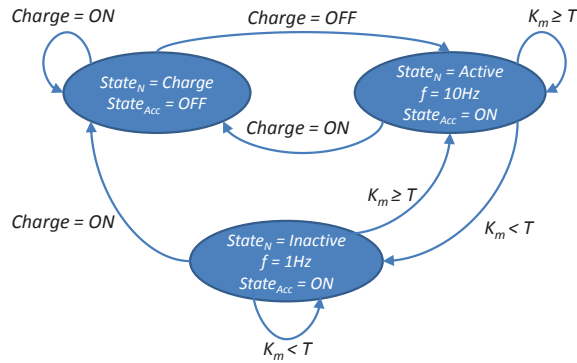 Charge = ON
Charge = OFF
K_m ≥ T
State_N = Charge
State_Acc = OFF
State_N = Active
f = 10Hz
State_Acc = ON
Charge = ON
K_m ≥ T
Charge = ON
K_m < T
State_N = Inactive
f = 1Hz
State_Acc = ON
K_m < T